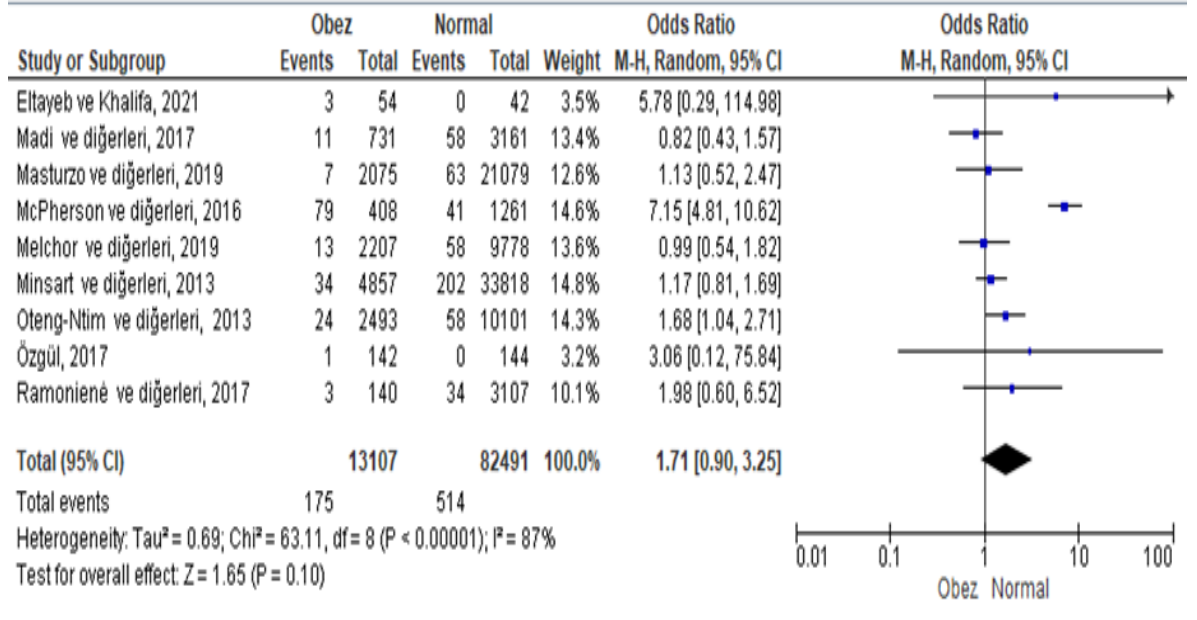 Obez Normal Odds Ratio Odds Ratio
Study or Subgroup Events Total Events Total Weight M-H, Random, 95% CI M-H, Random, 95% CI
Eltayeb ve Khalifa, 2021 3 54 0 42 3.5% 5.78 [0.29, 114.98]
Madi ve diğerleri, 2017 11 731 58 3161 13.4% 0.82 [0.43, 1.57]
Masturzo ve diğerleri, 2019 7 2075 63 21079 12.6% 1.13 [0.52, 2.47]
McPherson ve diğerleri, 2016 79 408 41 1261 14.6% 7.15 [4.81, 10.62]
Melchor ve diğerleri, 2019 13 2207 58 9778 13.6% 0.99 [0.54, 1.82]
Minsart ve diğerleri, 2013 34 4857 202 33818 14.8% 1.17 [0.81, 1.69]
Oteng-Ntim ve diğerleri, 2013 24 2493 58 10101 14.3% 1.68 [1.04, 2.71]
Özgül, 2017 1 142 0 144 3.2% 3.06 [0.12, 75.84]
Ramonienė ve diğerleri, 2017 3 140 34 3107 10.1% 1.98 [0.60, 6.52]
Total (95% CI) 13107 82491 100.0% 1.71 [0.90, 3.25]
Total events 175 514
Heterogeneity: Tau² = 0.69; Chi² = 63.11, df = 8 (P < 0.00001); I² = 87%
Test for overall effect: Z = 1.65 (P = 0.10)
0.01 0.1 1 10 100
Obez Normal